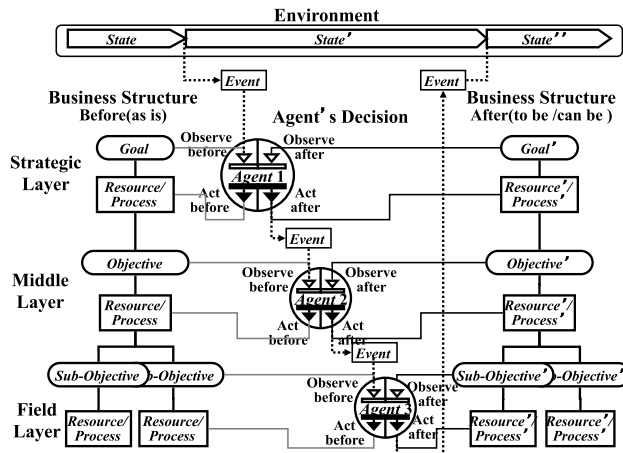 Environment
State
State'
State''
Event
Event
Business Structure
Before(as is)
Agent's Decision
Business Structure
After(to be /can be )
Strategic
Layer
Goal
Observe
before
Observe
after
Goal'
Agent 1
Resource/
Process
Act
before
Act
after
Resource'/
Process'
Event
Middle
Layer
Objective
Observe
before
Observe
after
Objective'
Agent 2
Resource/
Process
Act
before
Act
after
Resource'/
Process'
Event
Sub-Objective
b-Objective
Observe
before
Observe
after
Sub-Objective'
b-Objective'
Agent 3
Field
Layer
Resource/
Process
Resource/
Process
Act
before
Act
after
Resource'/
Process'
Resource'/
Process'